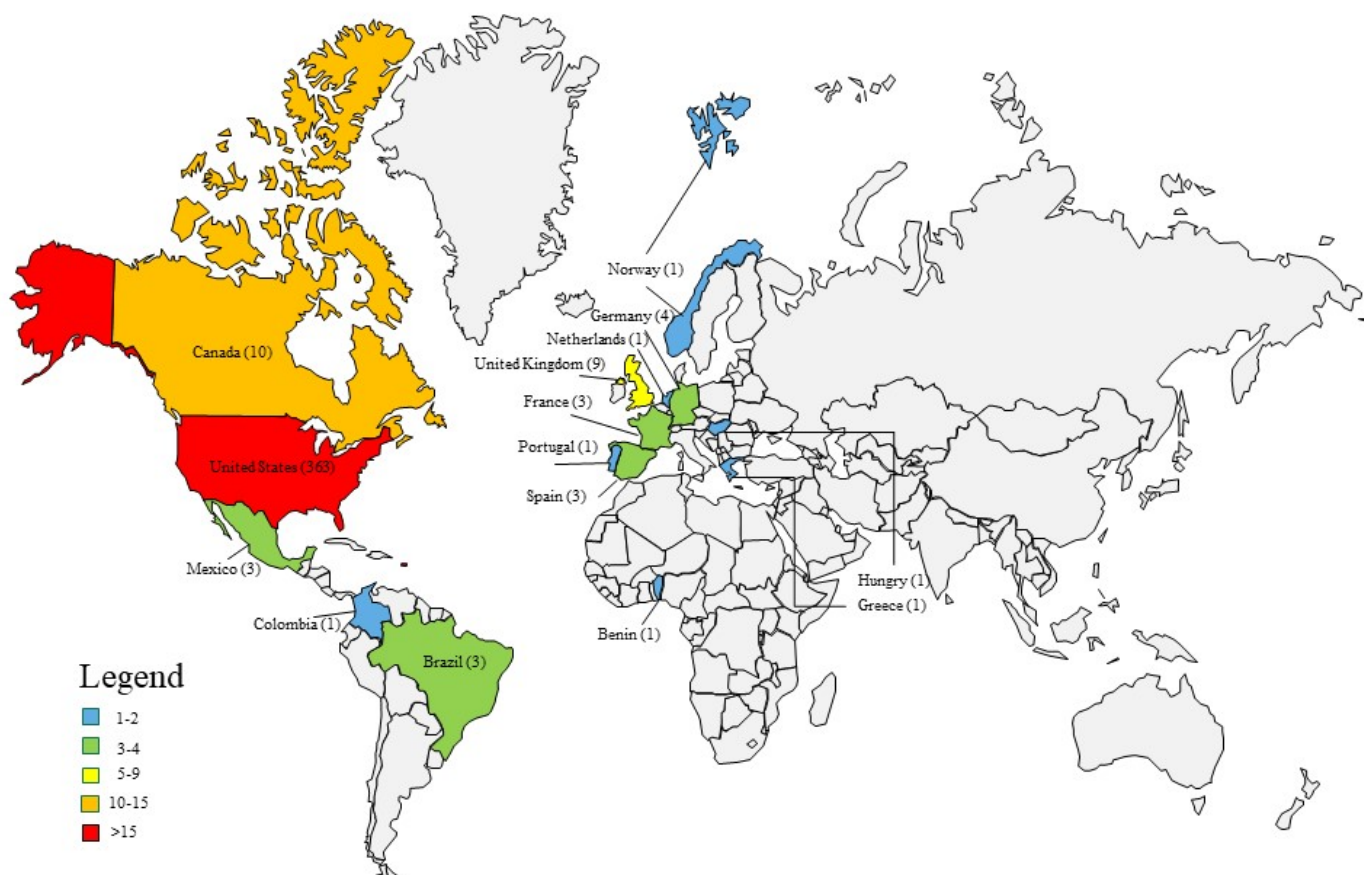 Norway (1)
Germany (4)
Netherlands (1)
Canada (10)
United Kingdom (9)
France (3)
Portugal (1)
United States (363)
Spain (3)
Mexico (3)
Hungry (1)
Greece (1)
Colombia (1)
Benin (1)
Brazil (3)
Legend
1-2
3-4
5-9
10-15
>15